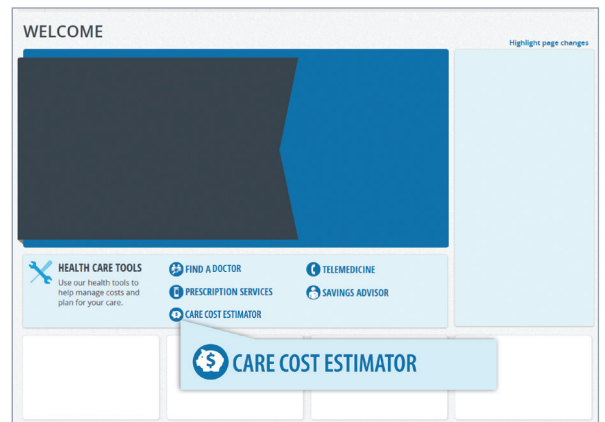 WELCOME
Highlight page changes
HEALTH CARE TOOLS
Use our health tools to
help manage costs and
plan for your care.
FIND A DOCTOR
PRESCRIPTION SERVICES
CARE COST ESTIMATOR
TELEMEDICINE
SAVINGS ADVISOR
CARE COST ESTIMATOR